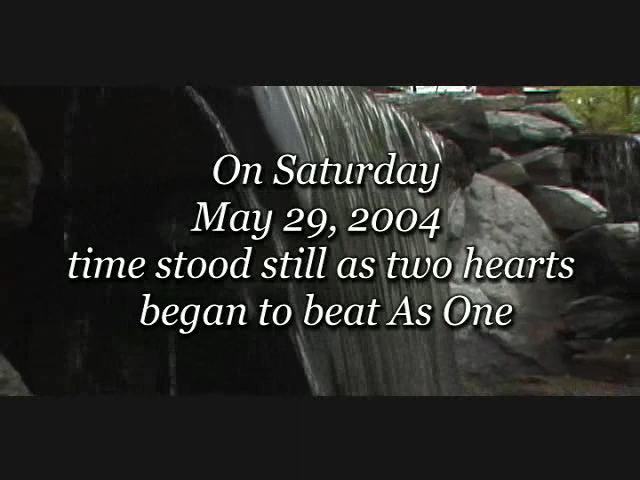 On Saturday
May 29, 2004
time stood still as two hearts
began to beat As One